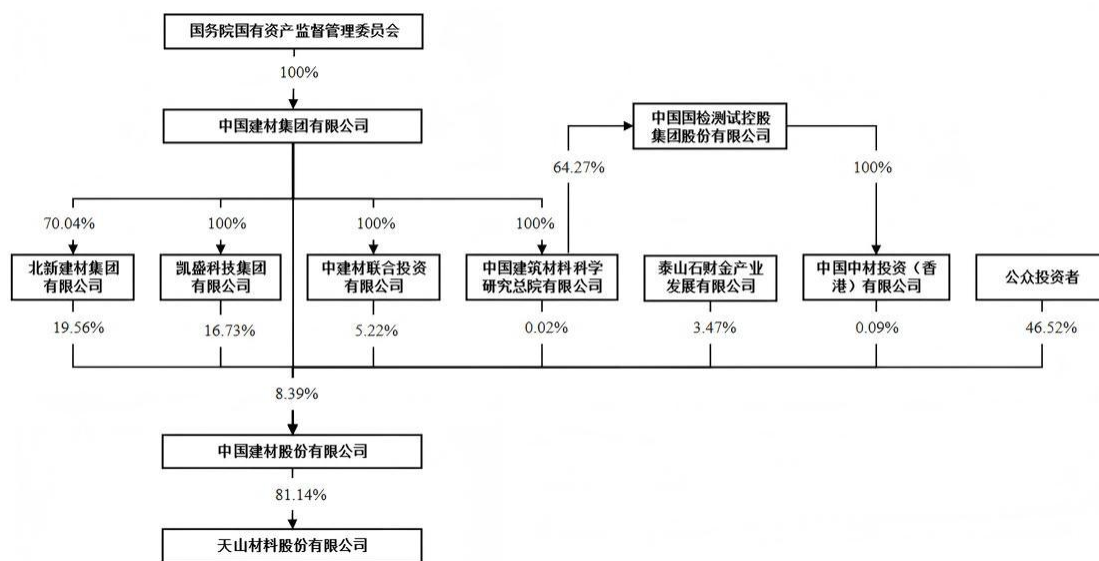 国务院国有资产监督管理委员会
100%
中国建材集团有限公司
中国国检测试控股
集团股份有限公司
64.27%
100%
70.04%
100%
100%
100%
北新建材集团
有限公司
凯盛科技集团
有限公司
中建材联合投资
有限公司
中国建筑材料科学
研究总院有限公司
泰山石财金产业
发展有限公司
中国中材投资（香
港）有限公司
公众投资者
19.56%
16.73%
5.22%
0.02%
3.47%
0.09%
46.52%
8.39%
中国建材股份有限公司
81.14%
天山材料股份有限公司